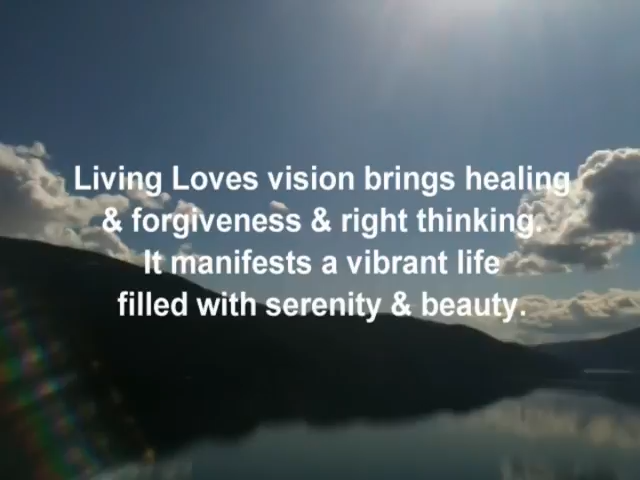 Living Loves vision brings healing
& forgiveness & right thinking.
It manifests a vibrant life
filled with serenity & beauty.